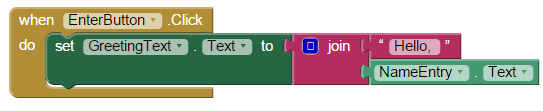 when EnterButton .Click
do set GreetingText . Text to join " Hello, "
NameEntry . Text